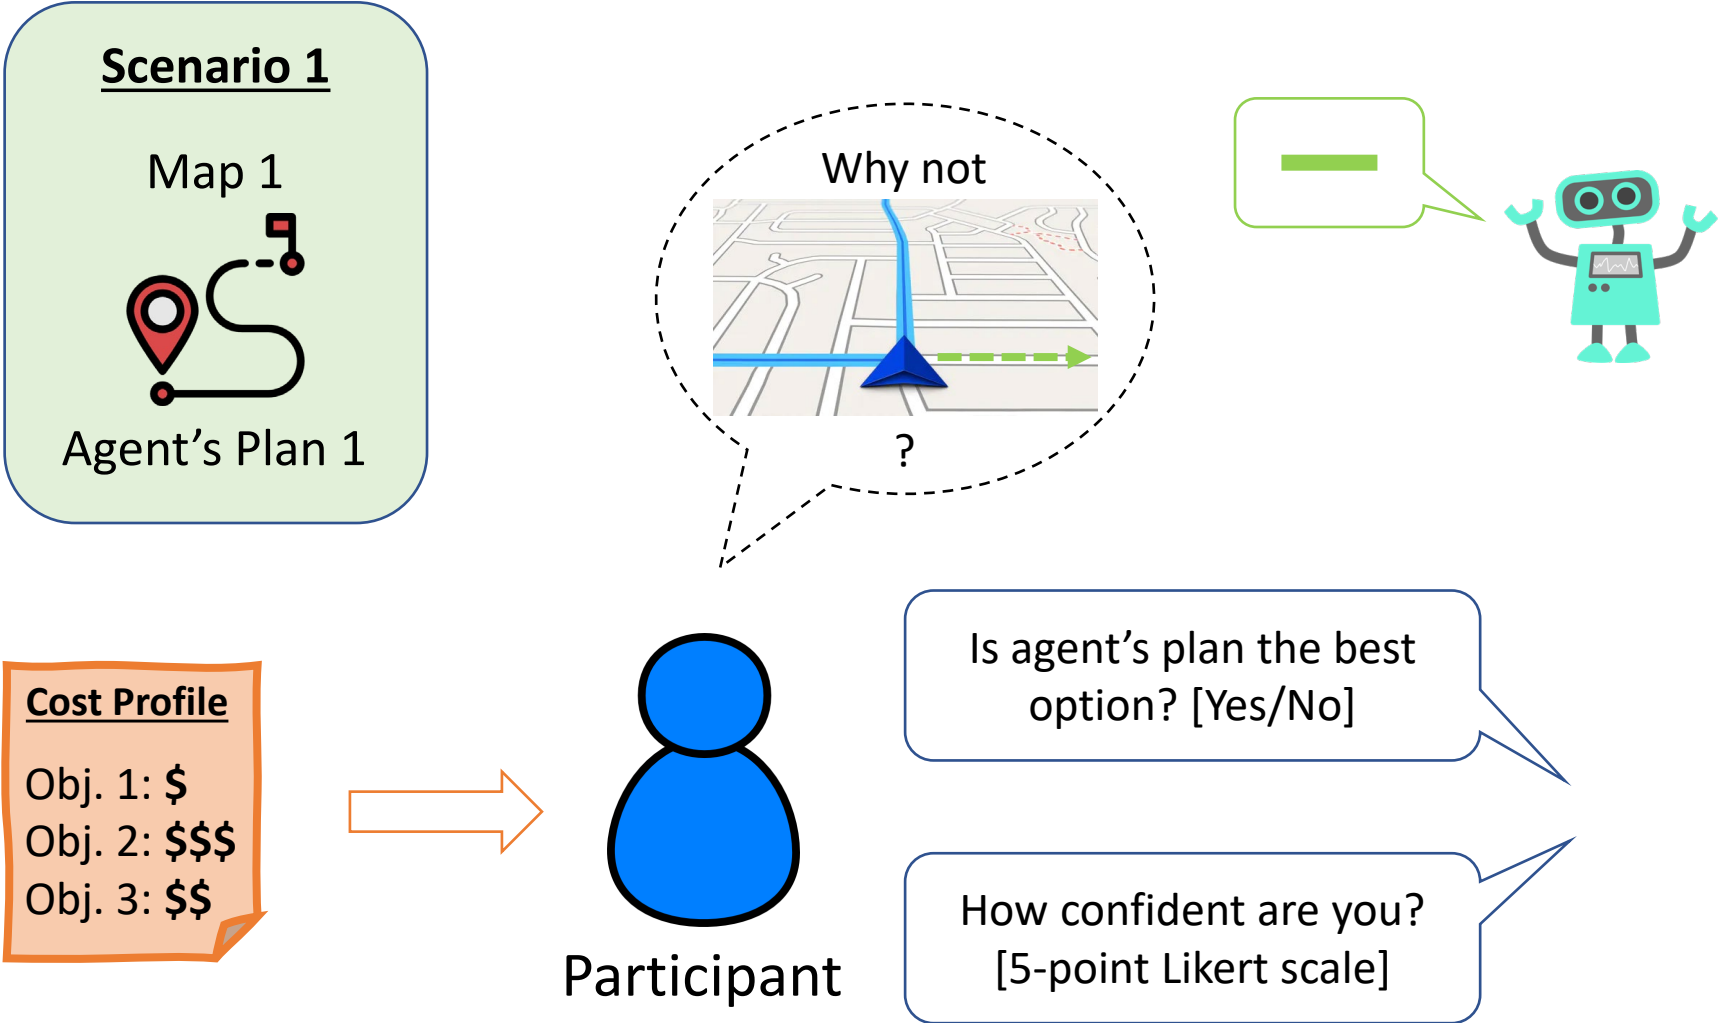 Scenario 1
Map 1
Agent’s Plan 1
Why not
?
Cost Profile
Obj. 1: $
Obj. 2: $$$
Obj. 3: $$
Participant
Is agent’s plan the best
option? [Yes/No]
How confident are you?
[5-point Likert scale]